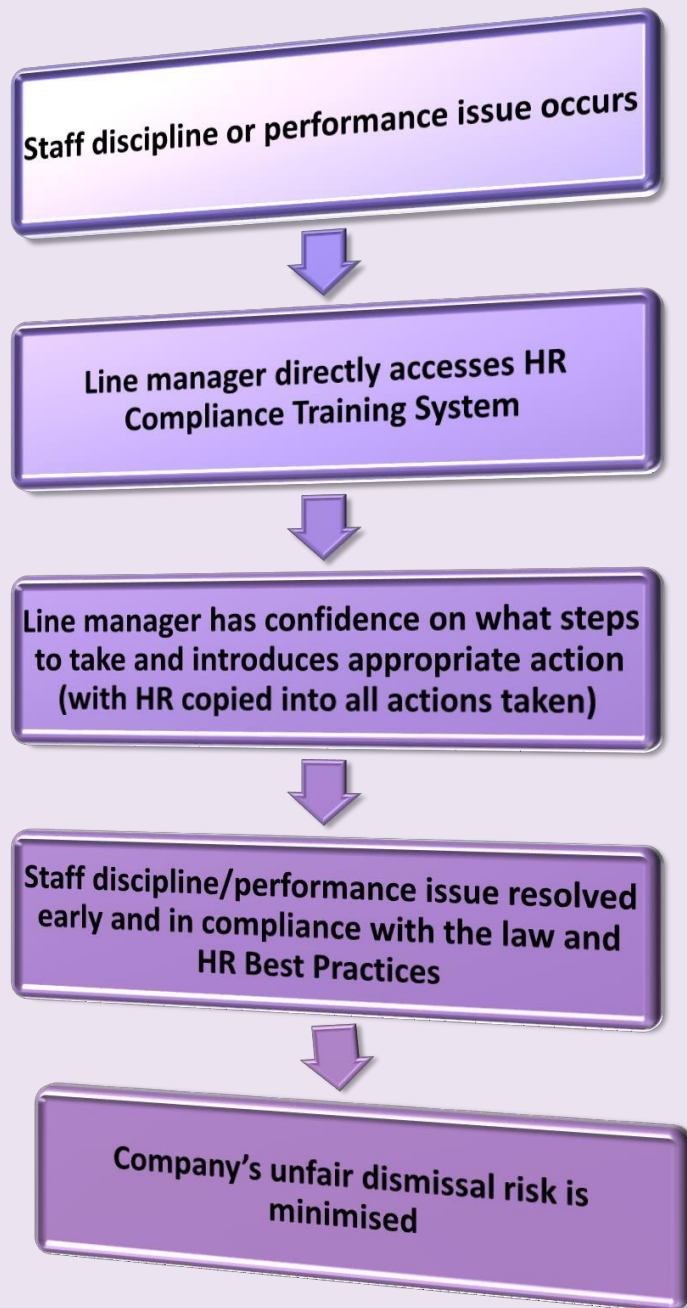 Staff discipline or performance issue occurs
Line manager directly accesses HR
Compliance Training System
Line manager has confidence on what steps
to take and introduces appropriate action
(with HR copied into all actions taken)
Staff discipline/performance issue resolved
early and in compliance with the law and
HR Best Practices
Company’s unfair dismissal risk is
minimised